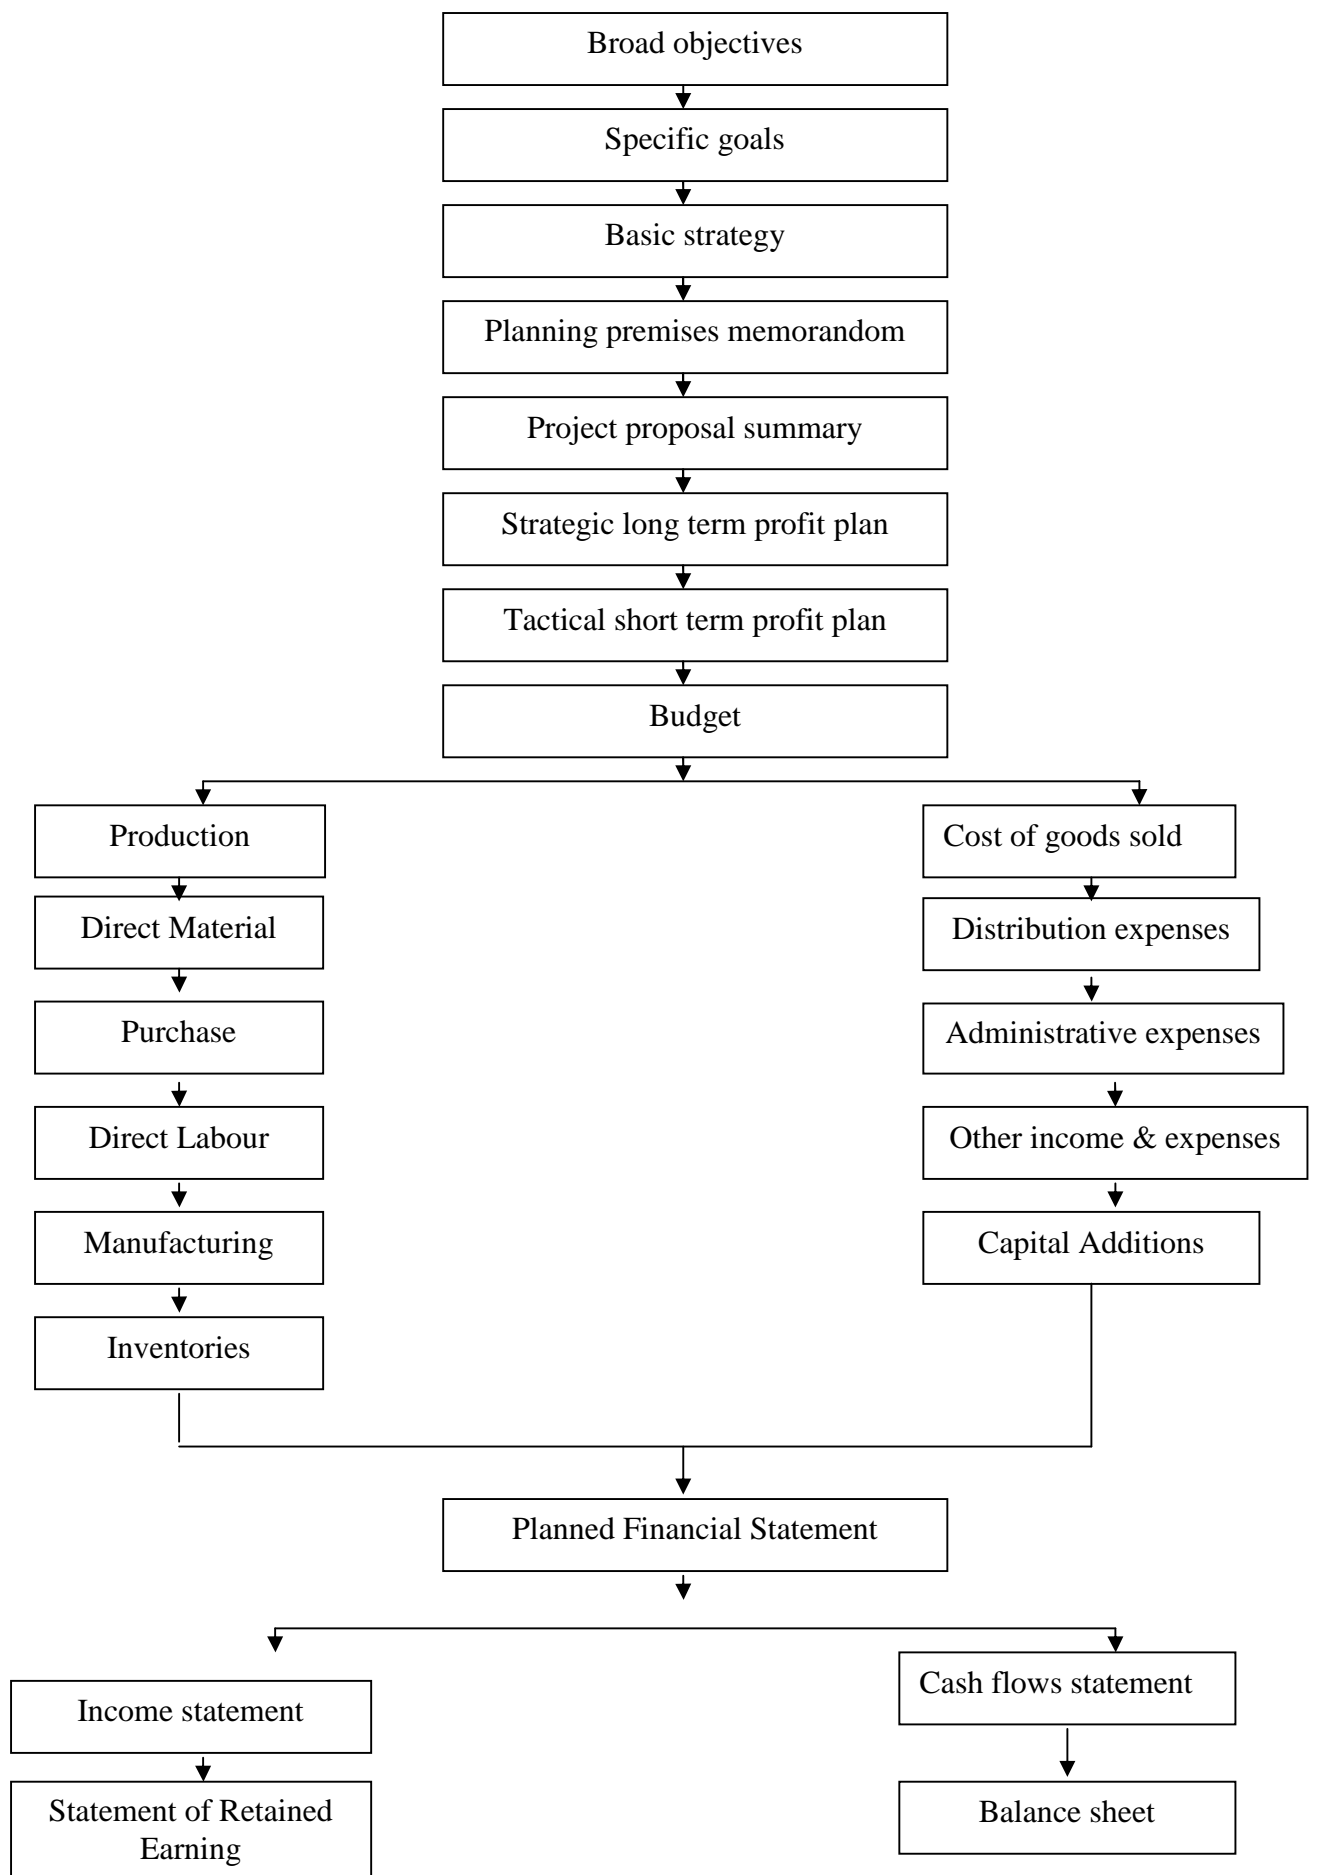 Broad objectives
Specific goals
Basic strategy
Planning premises memorandom
Project proposal summary
Strategic long term profit plan
Tactical short term profit plan
Budget
Production
Direct Material
Purchase
Direct Labour
Manufacturing
Inventories
Cost of goods sold
Distribution expenses
Administrative expenses
Other income & expenses
Capital Additions
Planned Financial Statement
Income statement
Statement of Retained
Earning
Cash flows statement
Balance sheet